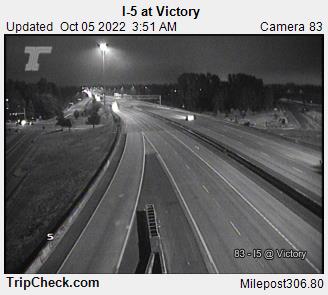 I-5 at Victory
Updated Oct 05 2022 3:51 AM Camera 83
S
83 - I5 @ Victory
TripCheck.com Milepost306.80